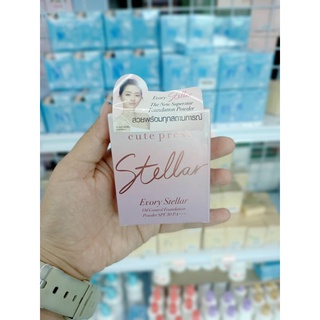 Evory Stellar
The New Superstar
Foundation Powder
สวยพร้อมทุกสถานการณ์
cute press
Stellar
Evory Stellar
Oil Control Foundation
Powder SPF 30 PA+++